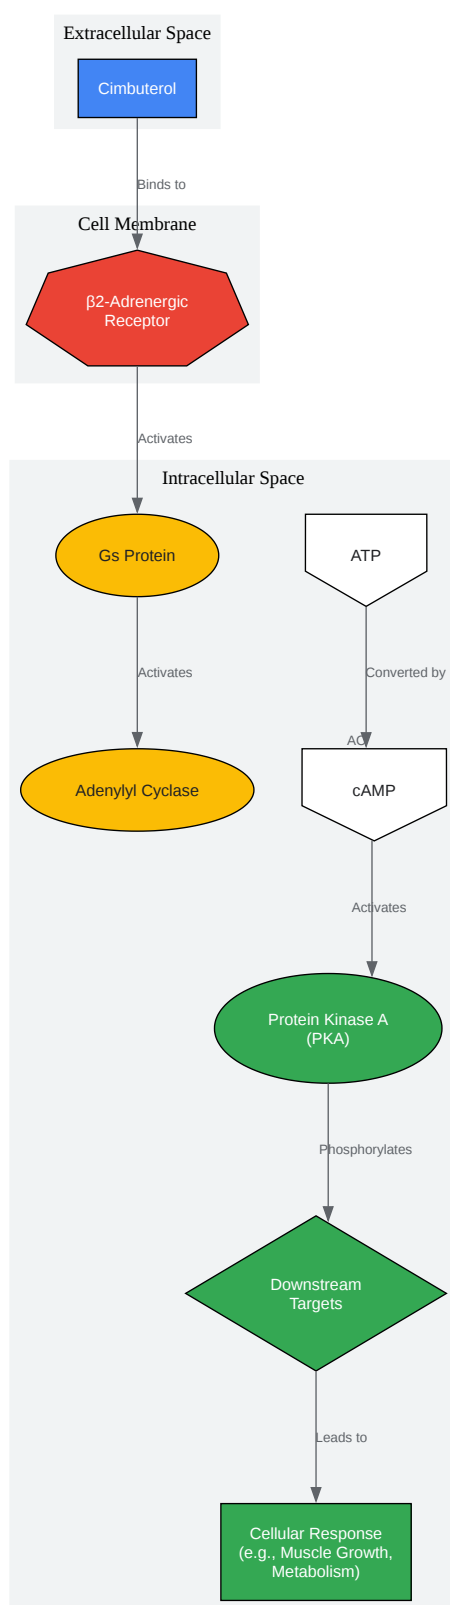 Extracellular Space
Cimbuterol
Binds to
Cell Membrane
β2-Adrenergic
Receptor
Activates
Intracellular Space
Gs Protein
ATP
Activates
Converted by
AC
Adenylyl Cyclase
cAMP
Activates
Protein Kinase A
(PKA)
Phosphorylates
Downstream
Targets
Leads to
Cellular Response
(e.g., Muscle Growth,
Metabolism)